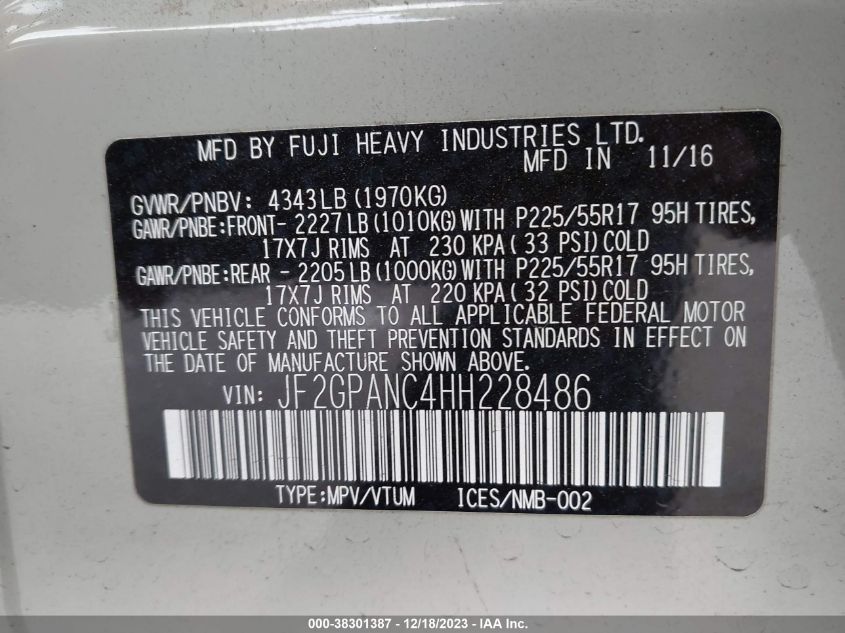 MFD BY FUJI HEAVY INDUSTRIES LTD.
MFD IN 11/16
GVWR/PNBV: 4343LB(1970KG)
GAWR/PNBE:FRONT- 2227LB(1010KG)WITH P225/55R17 95H TIRES,
17X7J RIMS AT 230 KPA( 33 PSI)COLD
GAWR/PNBE:REAR - 2205LB(1000KG)WITH P225/55R17 95H TIRES,
17X7J RIMS AT 220 KPA( 32 PSI)COLD
THIS VEHICLE CONFORMS TO ALL APPLICABLE FEDERAL MOTOR
VEHICLE SAFETY AND THEFT PREVENTION STANDARDS IN EFFECT ON
THE DATE OF MANUFACTURE SHOWN ABOVE.
VIN: JF2GPANC4HH228486
TYPE:MPV/VTUM ICES/NMB-002
000-38301387 - 12/18/2023 - IAA Inc.